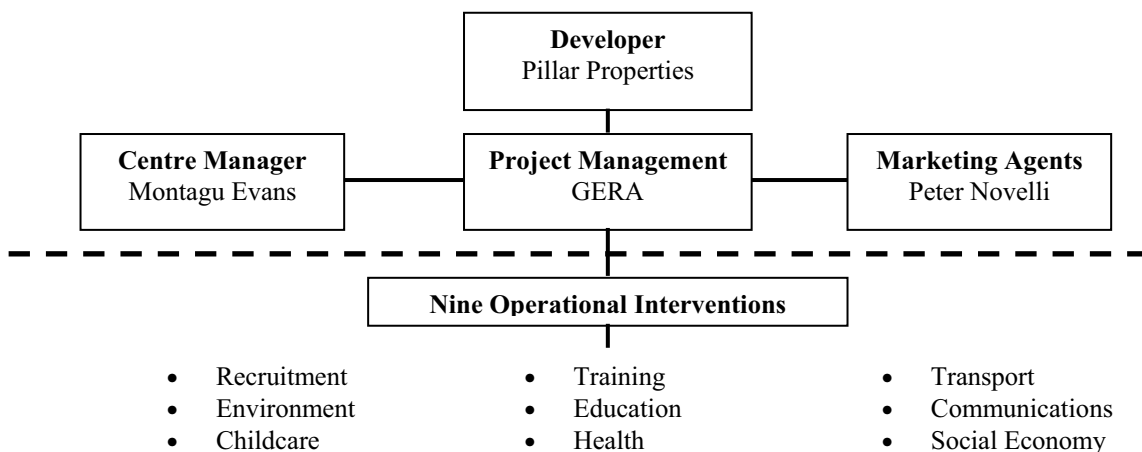 Developer
Pillar Properties
Centre Manager
Montagu Evans
Project Management
GERA
Marketing Agents
Peter Novelli
Nine Operational Interventions
• Recruitment
• Environment
• Childcare
• Training
• Education
• Health
• Transport
• Communications
• Social Economy